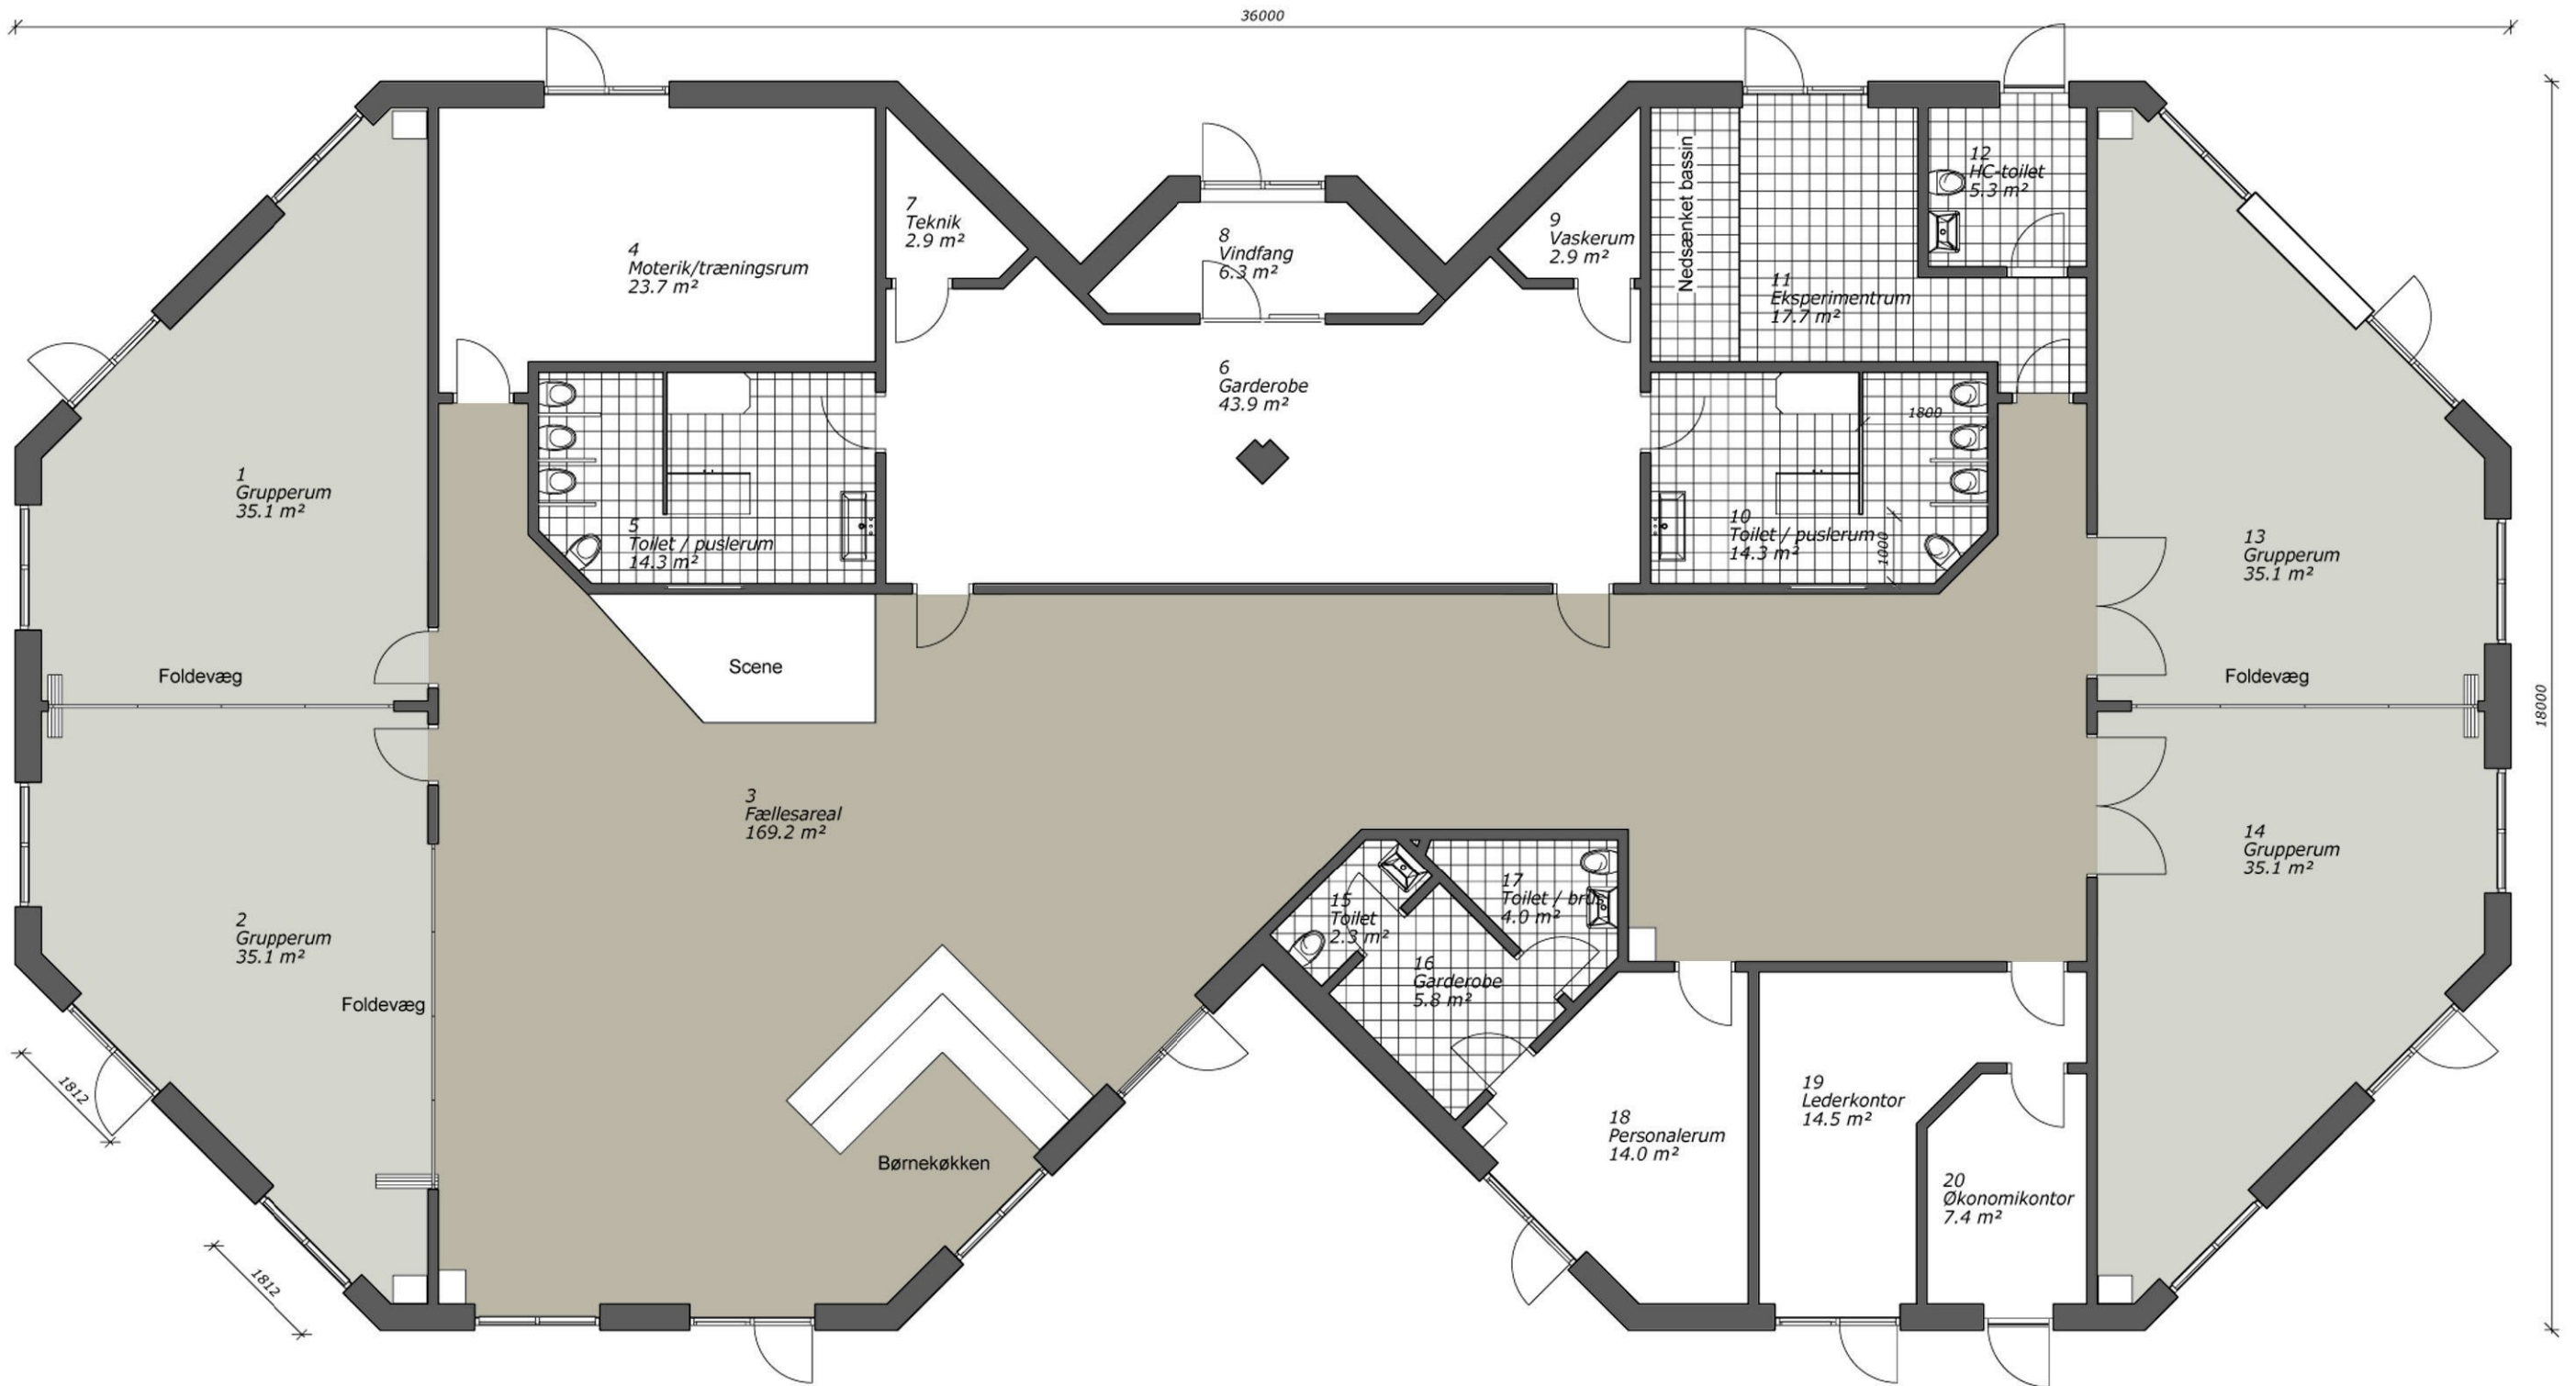 36000
4
Moterik/træningsrum
23.7 m²
7
Teknik
2.9 m²
8
Vindfang
6.3 m²
9
Vaskerum
2.9 m²
Nedsænket bassin
11
Eksperimentrum
17.7 m²
12
HC-toilet
5.3 m²
1
Grupperum
35.1 m²
5
Toilet / puslerum
14.3 m²
6
Garderobe
43.9 m²
10
Toilet / puslerum
14.3 m²
1800
1000
13
Grupperum
35.1 m²
Foldevæg
Scene
Foldevæg
18000
3
Fællesareal
169.2 m²
14
Grupperum
35.1 m²
2
Grupperum
35.1 m²
Foldevæg
15
Toilet
2.3 m²
17
Toilet / brus
4.0 m²
16
Garderobe
5.8 m²
1812
1812
Børnekøkken
18
Personalerum
14.0 m²
19
Lederkontor
14.5 m²
20
Økonomikontor
7.4 m²